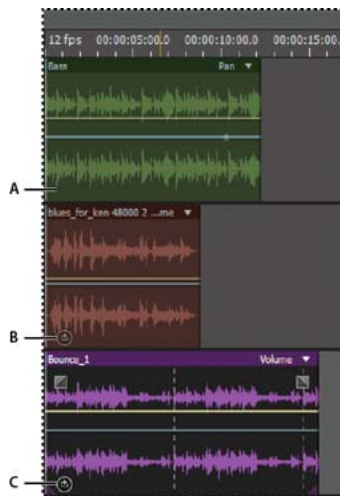 12 fps 00:00:05:00.0 00:00:10:00.0 00:00:15:00.
Bass Pan
A
blues_for_ken 48000 2 ...me
B
Bounce_1 Volume
C